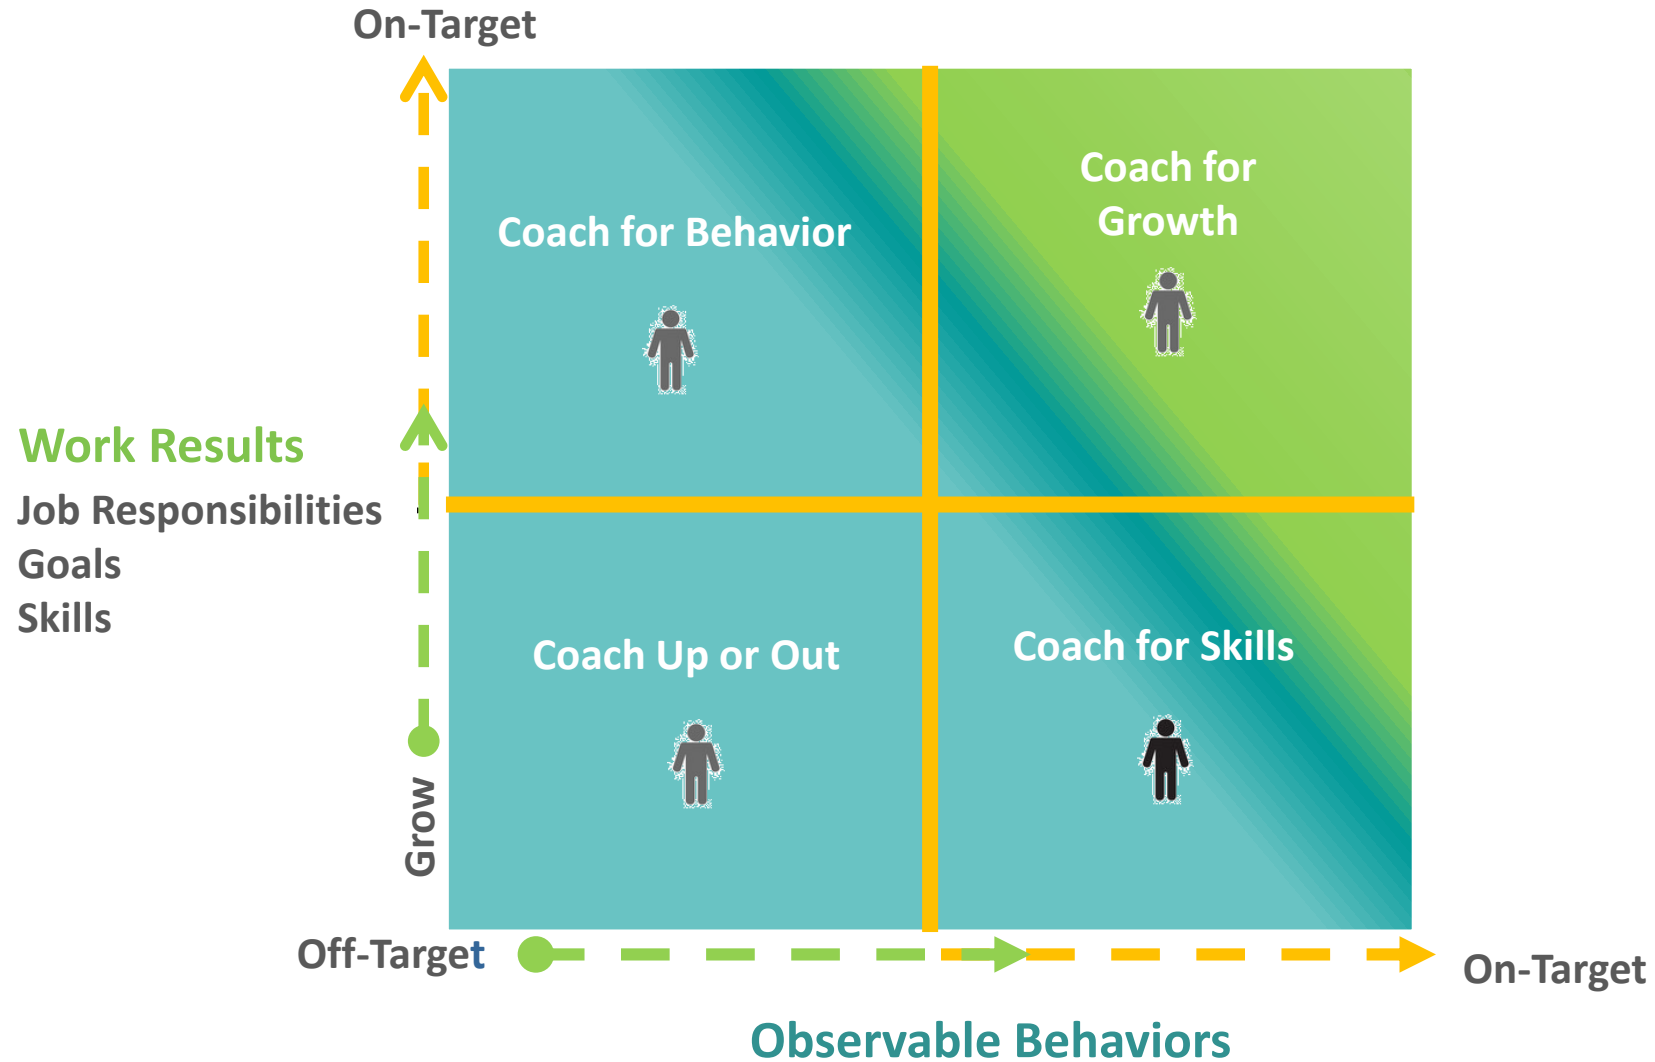 On-Target
Coach for
Growth
Coach for Behavior
Work Results
Job Responsibilities
Goals
Skills
Coach Up or Out
Coach for Skills
Grow
Off-Target
On-Target
Observable Behaviors